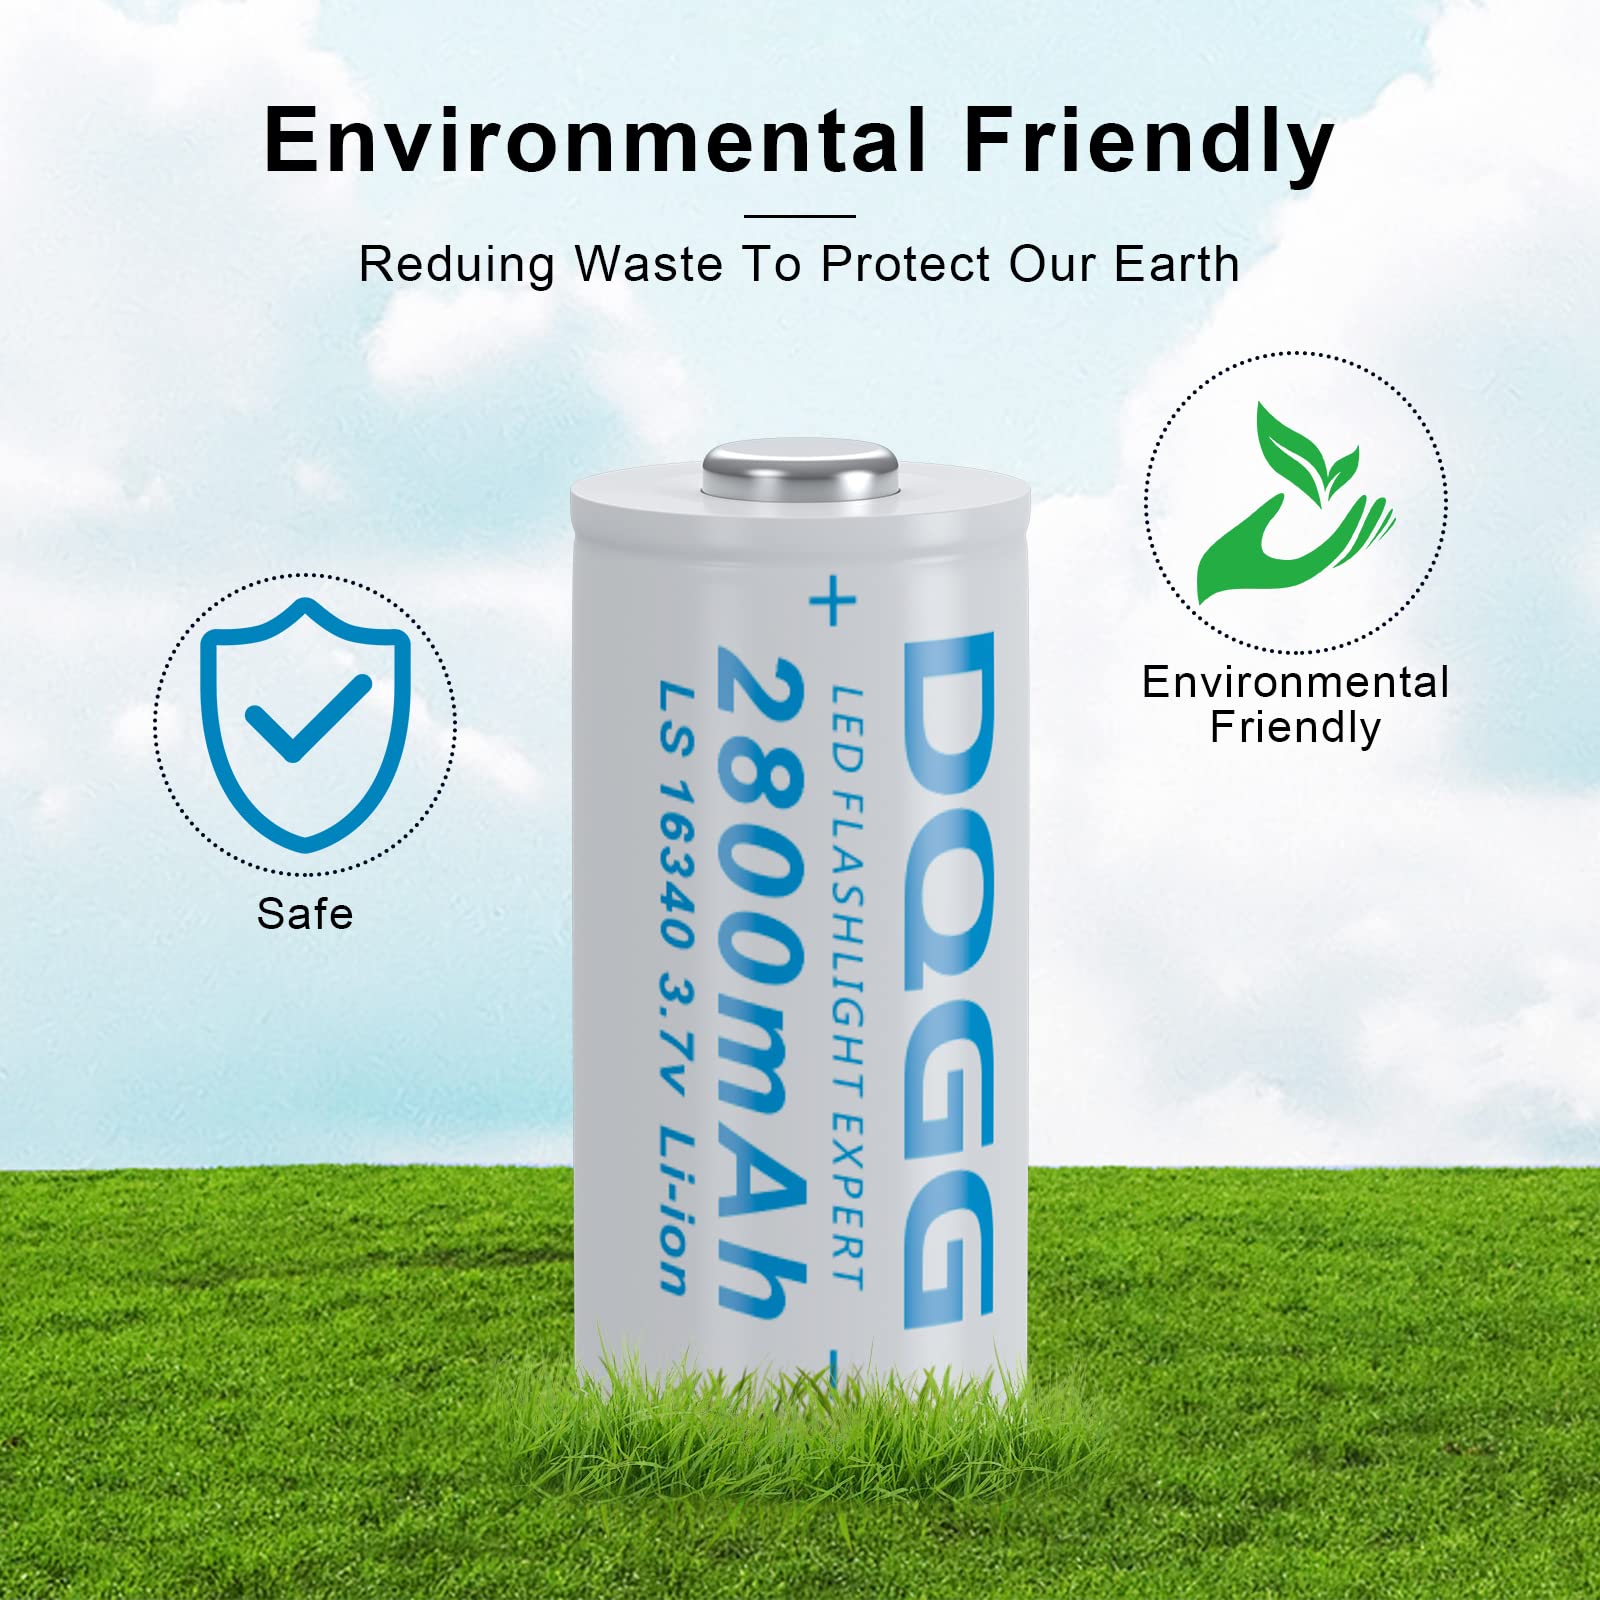 Environmental Friendly
Reduing Waste To Protect Our Earth
Safe
Environmental
Friendly
+
DQGG
LED FLASHLIGHT EXPERT
2800mAh
LS 16340 3.7v Li-ion
-